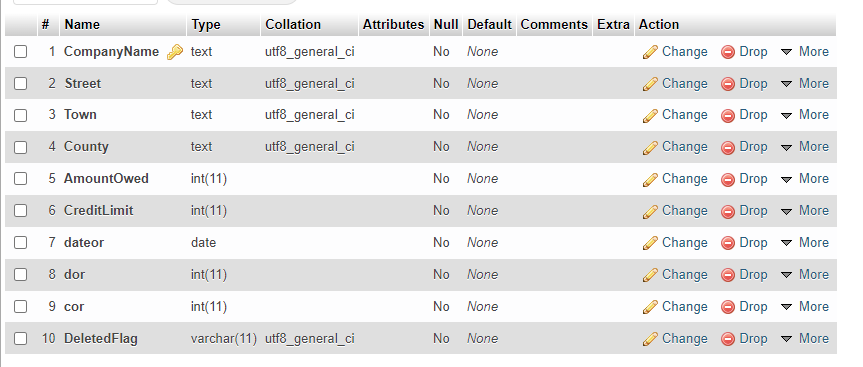 # Name Type Collation Attributes Null Default Comments Extra Action
1 CompanyName text utf8_general_ci No None Change Drop More
2 Street text utf8_general_ci No None Change Drop More
3 Town text utf8_general_ci No None Change Drop More
4 County text utf8_general_ci No None Change Drop More
5 AmountOwed int(11) No None Change Drop More
6 CreditLimit int(11) No None Change Drop More
7 dateor date No None Change Drop More
8 dor int(11) No None Change Drop More
9 cor int(11) No None Change Drop More
10 DeletedFlag varchar(11) utf8_general_ci No None Change Drop More